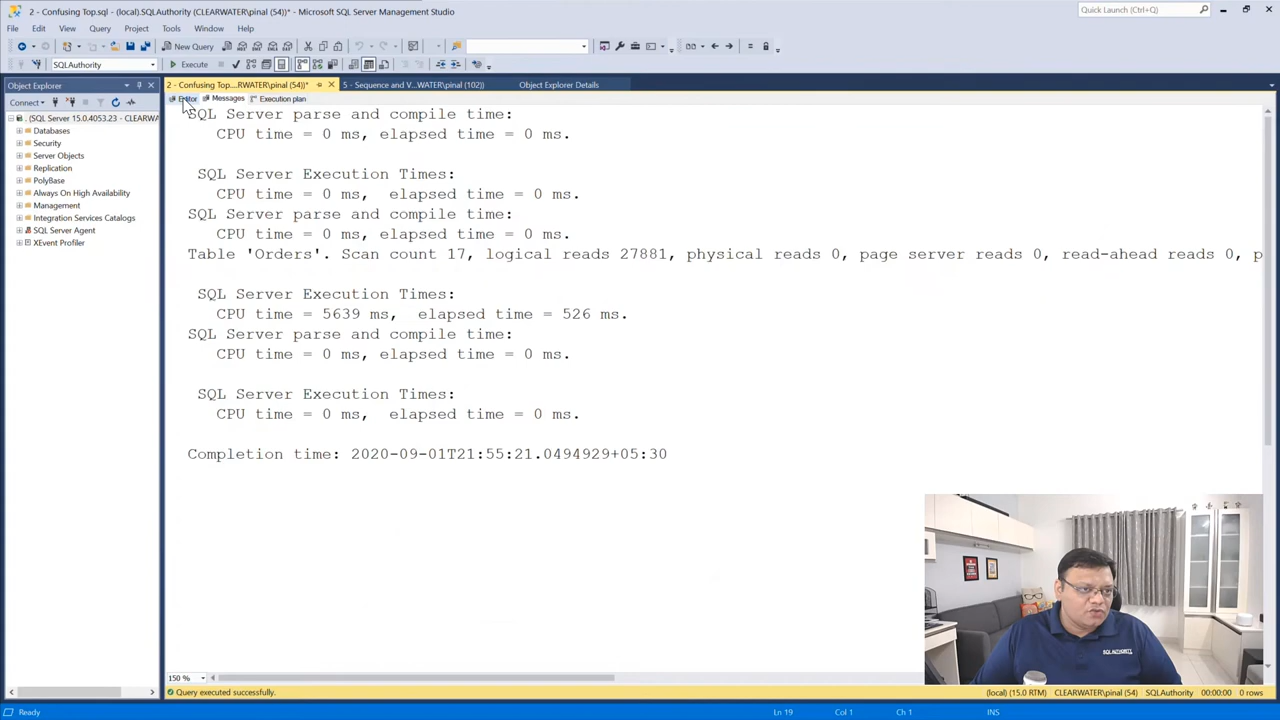 2 - Confusing Top.sql - (local).SQLAuthority (CLEARWATER\pinal (54))* - Microsoft SQL Server Management Studio
Quick Launch (Ctrl+Q)
File Edit View Query Project Tools Window Help
New Query
SQLAuthority
Execute
Object Explorer
2 - Confusing Top....RWATER\pinal (54))*
5 - Sequence and V...WATER\pinal (102))
Object Explorer Details
Connect
Editor
Messages
Execution plan
. (SQL Server 15.0.4053.23 - CLEARWA
Databases
Security
Server Objects
Replication
PolyBase
Always On High Availability
Management
Integration Services Catalogs
SQL Server Agent
XEvent Profiler
SQL Server parse and compile time:
CPU time = 0 ms, elapsed time = 0 ms.
SQL Server Execution Times:
CPU time = 0 ms,  elapsed time = 0 ms.
SQL Server parse and compile time:
CPU time = 0 ms, elapsed time = 0 ms.
Table 'Orders'. Scan count 17, logical reads 27881, physical reads 0, page server reads 0, read-ahead reads 0, p
SQL Server Execution Times:
CPU time = 5639 ms,  elapsed time = 526 ms.
SQL Server parse and compile time:
CPU time = 0 ms, elapsed time = 0 ms.
SQL Server Execution Times:
CPU time = 0 ms,  elapsed time = 0 ms.
Completion time: 2020-09-01T21:55:21.0494929+05:30
SQLAUTHORITY
150 %
Query executed successfully.
(local) (15.0 RTM)
CLEARWATER\pinal (54)
SQLAuthority
00:00:00
0 rows
Ready
Ln 19
Col 1
Ch 1
INS